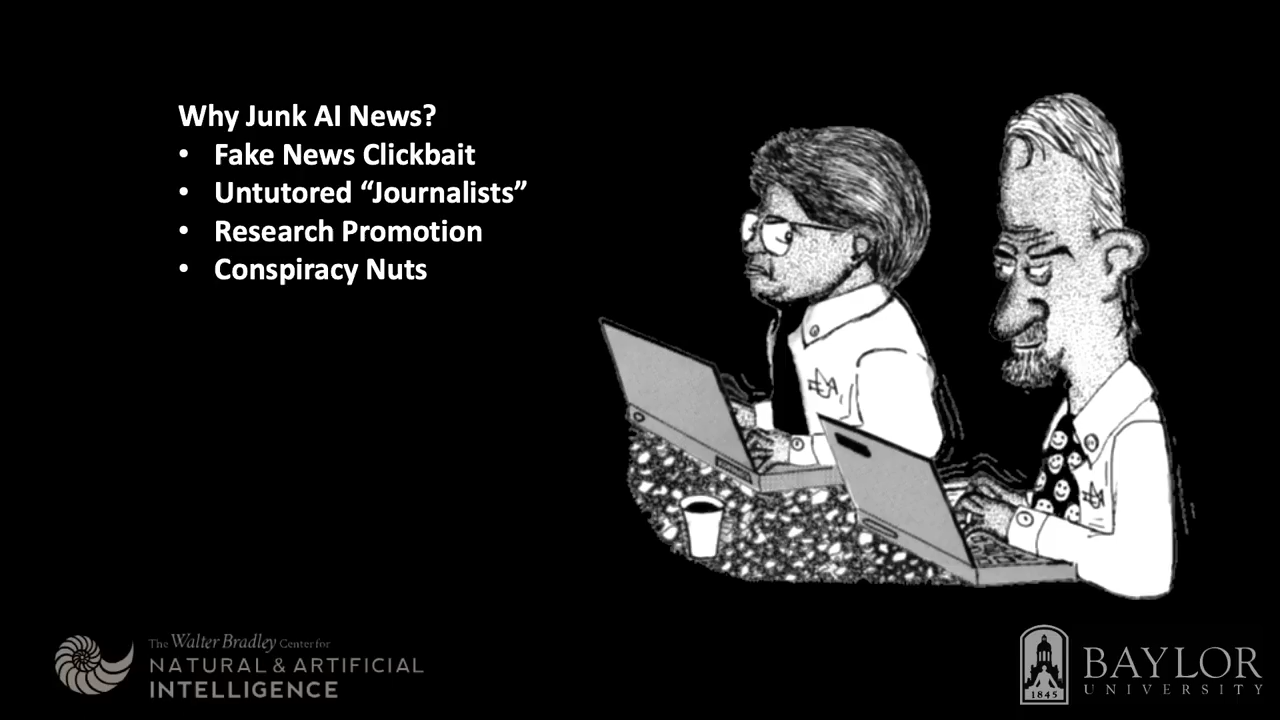 Why Junk AI News?
• Fake News Clickbait
• Untutored “Journalists”
• Research Promotion
• Conspiracy Nuts
The Walter Bradley Center for
NATURAL & ARTIFICIAL
INTELLIGENCE
1845
BAYLOR
UNIVERSITY